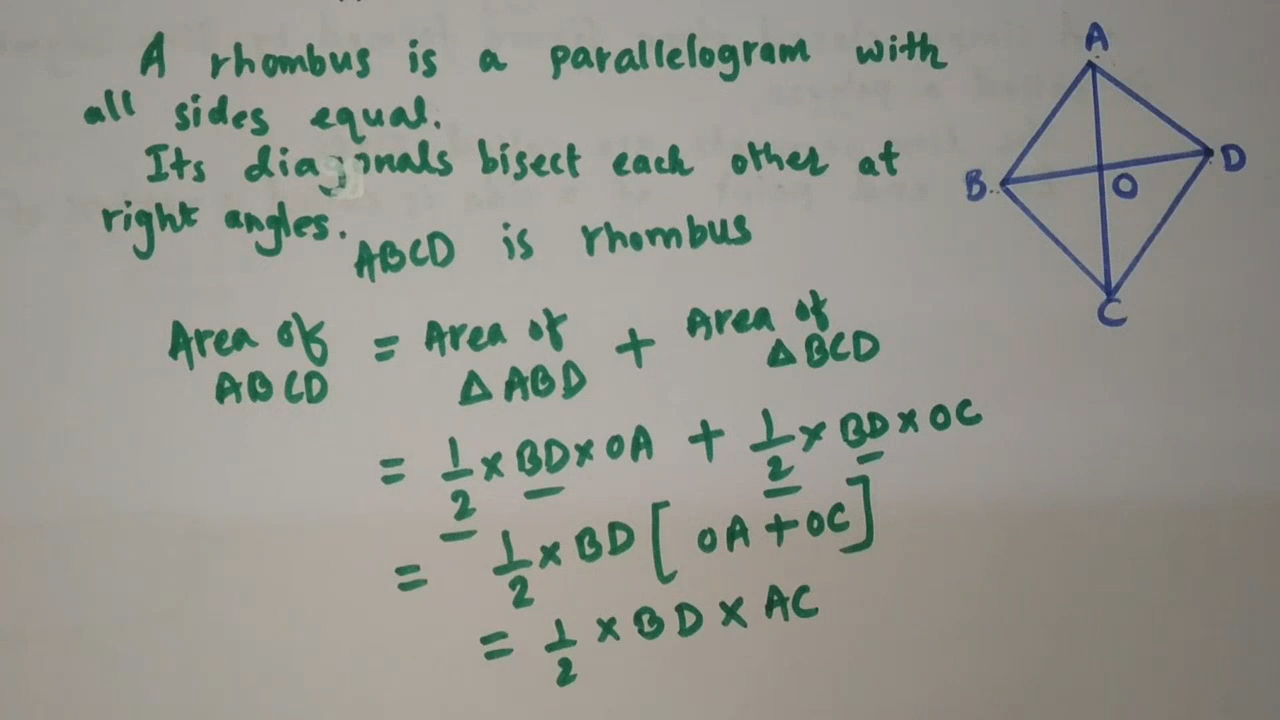 A rhombus is a parallelogram with
all sides equal.
Its diagonals bisect each other at
right angles.
ABCD is rhombus
Area of ABCD = Area of Δ ABD + Area of Δ BCD
= 1/2 × BD × OA + 1/2 × BD × OC
= 1/2 × BD [ OA + OC ]
= 1/2 × BD × AC
A
B
D
O
C